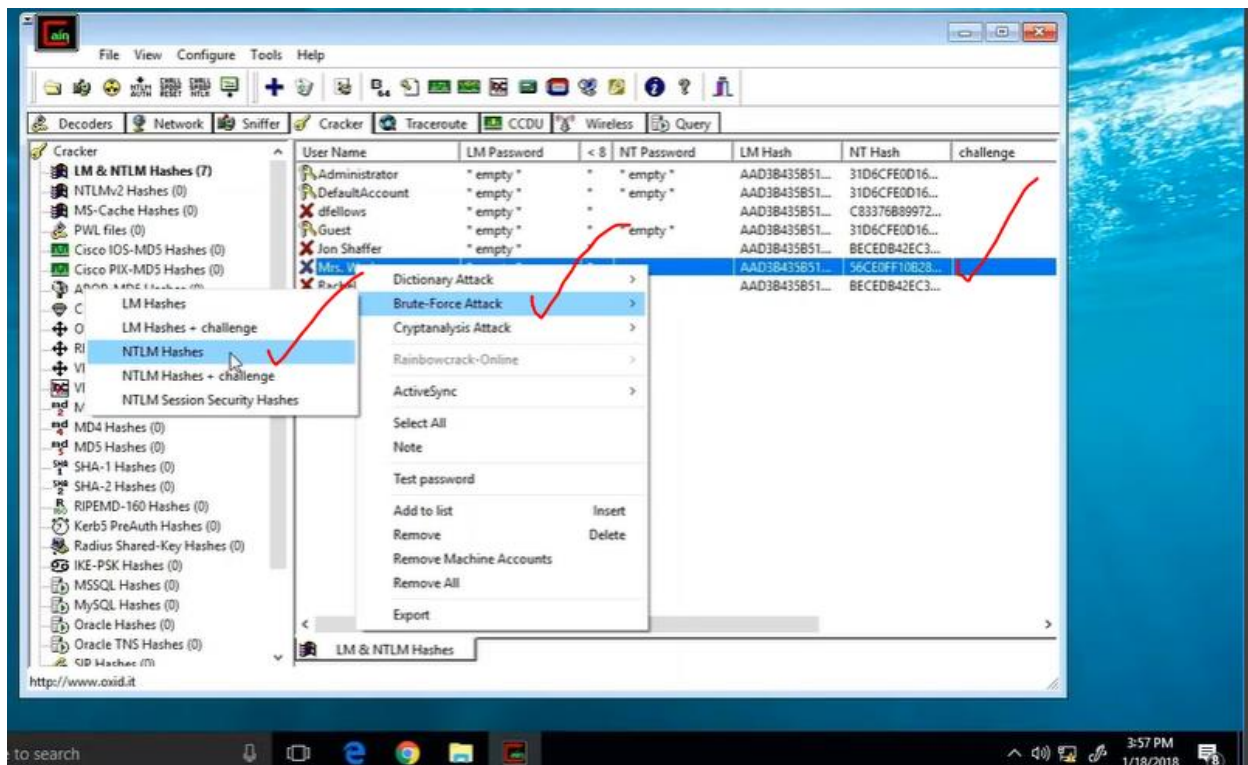 File View Configure Tools Help
Decoders Network Sniffer Cracker Traceroute CCDU Wireless Query
Cracker
LM & NTLM Hashes (7)
NTLMv2 Hashes (0)
MS-Cache Hashes (0)
PWL files (0)
Cisco IOS-MD5 Hashes (0)
Cisco PIX-MD5 Hashes (0)
MD4 Hashes (0)
MD5 Hashes (0)
SHA-1 Hashes (0)
SHA-2 Hashes (0)
RIPEMD-160 Hashes (0)
Kerb5 PreAuth Hashes (0)
Radius Shared-Key Hashes (0)
IKE-PSK Hashes (0)
MSSQL Hashes (0)
MySQL Hashes (0)
Oracle Hashes (0)
Oracle TNS Hashes (0)
SIP Hashes (0)
User Name LM Password < 8 NT Password LM Hash NT Hash challenge
Administrator * empty * * * empty * AAD3B435B51... 31D6CFE0D16...
DefaultAccount * empty * * * empty * AAD3B435B51... 31D6CFE0D16...
dfellows * empty * * AAD3B435B51... C83376B89972...
Guest * empty * * * empty * AAD3B435B51... 31D6CFE0D16...
Jon Shaffer * empty * * AAD3B435B51... BECEDB42EC3...
Mrs. AAD3B435B51... 56CE0FF10B28...
Rachel AAD3B435B51... BECEDB42EC3...
Dictionary Attack
Brute-Force Attack
Cryptanalysis Attack
Rainbowcrack-Online
ActiveSync
Select All
Note
Test password
Add to list Insert
Remove Delete
Remove Machine Accounts
Remove All
Export
LM Hashes
LM Hashes + challenge
NTLM Hashes
NTLM Hashes + challenge
NTLM Session Security Hashes
LM & NTLM Hashes
http://www.oxid.it
to search
3:57 PM
1/18/2018